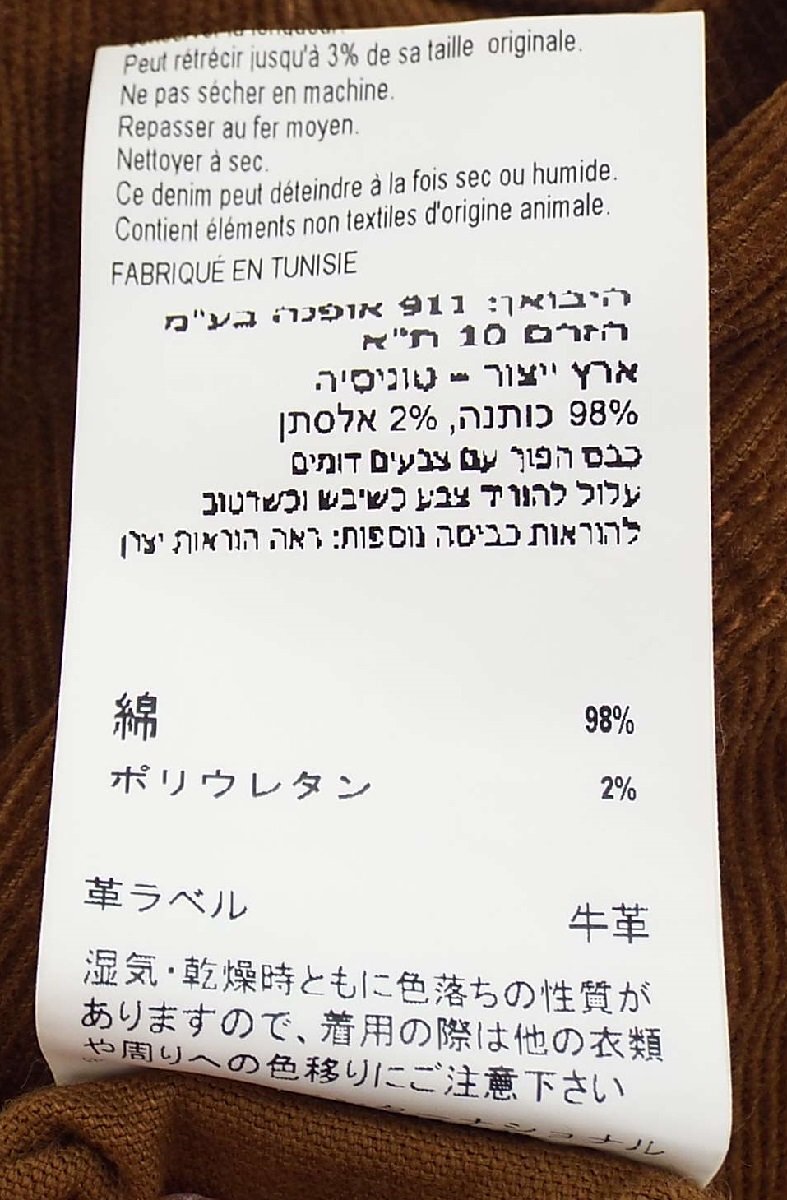 Peut rétrécir jusqu'à 3% de sa taille originale.
Ne pas sécher en machine.
Repasser au fer moyen.
Nettoyer à sec.
Ce denim peut déteindre à la fois sec ou humide.
Contient éléments non textiles d'origine animale.
FABRIQUÉ EN TUNISIE
היבואן: 911 אופנה בע"מ
הזרם 10 ת"א
ארץ ייצור - טוניסיה
98% כותנה, 2% אלסתן
כבס הפוך עם צבעים דומים
עלול להוריד צבע כשיבש וכשרטוב
להוראות כביסה נוספות: ראה הוראות יצרן
綿 98%
ポリウレタン 2%
革ラベル 牛革
湿気・乾燥時ともに色落ちの性質が
ありますので、着用の際は他の衣類
や周りへの色移りにご注意下さい
ナショナル